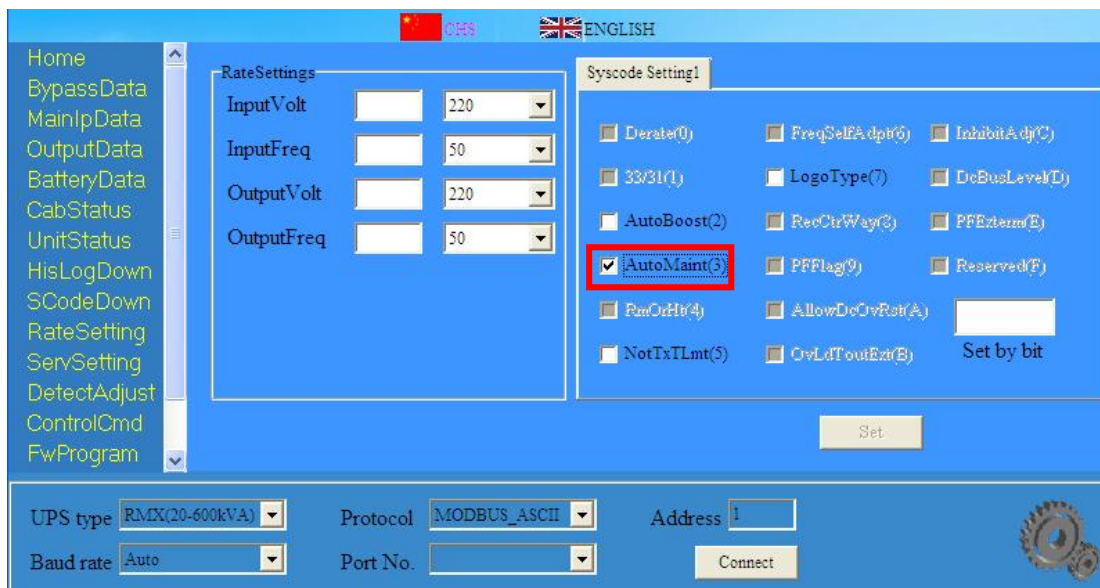 CHS ENGLISH
Home
BypassData
MainIpData
OutputData
BatteryData
CabStatus
UnitStatus
HisLogDown
SCodeDown
RateSetting
ServSetting
DetectAdjust
ControlCmd
FwProgram
RateSettings
InputVolt 220
InputFreq 50
OutputVolt 220
OutputFreq 50
Syscode Setting1
Derate(0) FreqSelfAdpt(6) InhibitAdj(C)
33/31(1) LogoType(7) DcBusLevel(D)
AutoBoost(2) RecCtrWay(8) PFExterm(E)
AutoMaint(3) PFFlag(9) Reserved(F)
RmOrHt(4) AllowDcOvRst(A)
NotTxTLmt(5) OvLdToutExt(B) Set by bit
Set
UPS type RMX(20-600kVA) Protocol MODBUS_ASCII Address 1
Baud rate Auto Port No. Connect